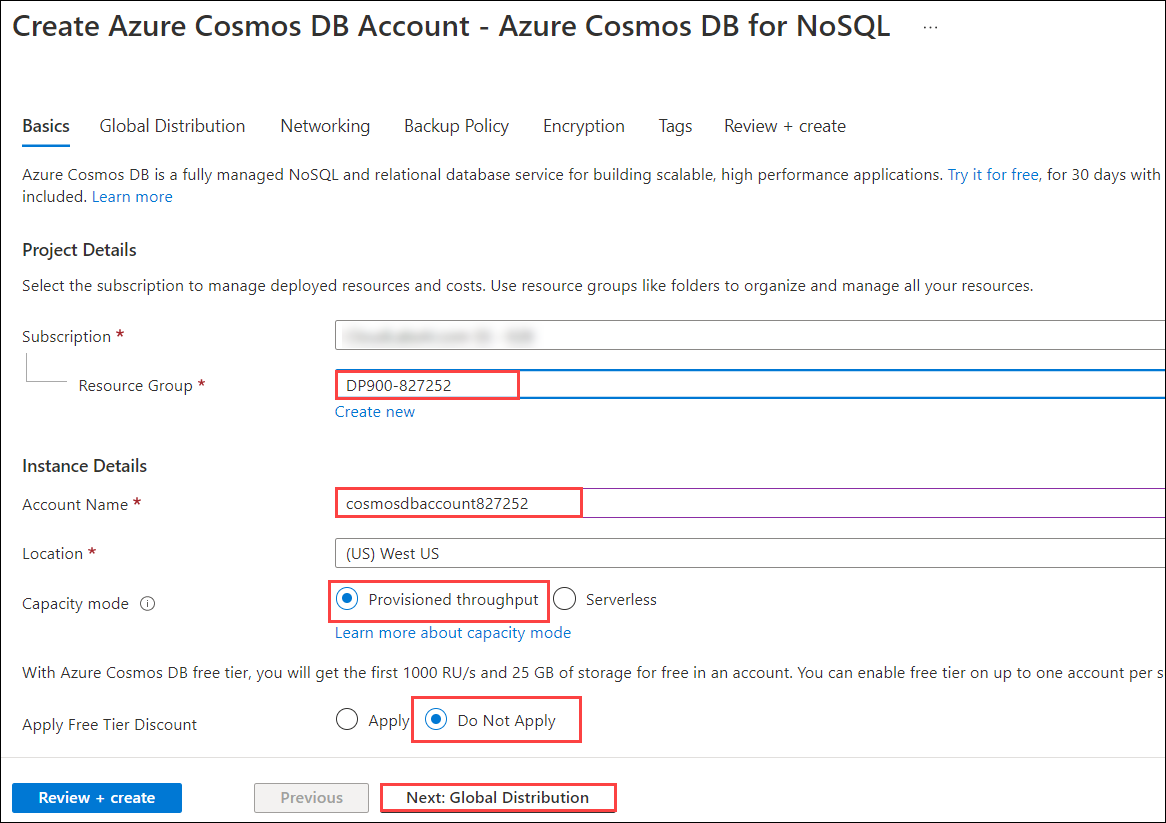 Create Azure Cosmos DB Account - Azure Cosmos DB for NoSQL ...
Basics Global Distribution Networking Backup Policy Encryption Tags Review + create
Azure Cosmos DB is a fully managed NoSQL and relational database service for building scalable, high performance applications. Try it for free, for 30 days with
included. Learn more
Project Details
Select the subscription to manage deployed resources and costs. Use resource groups like folders to organize and manage all your resources.
Subscription *
Resource Group * DP900-827252
Create new
Instance Details
Account Name * cosmosdbaccount827252
Location * (US) West US
Capacity mode Provisioned throughput Serverless
Learn more about capacity mode
With Azure Cosmos DB free tier, you will get the first 1000 RU/s and 25 GB of storage for free in an account. You can enable free tier on up to one account per s
Apply Free Tier Discount Apply Do Not Apply
Review + create Previous Next: Global Distribution